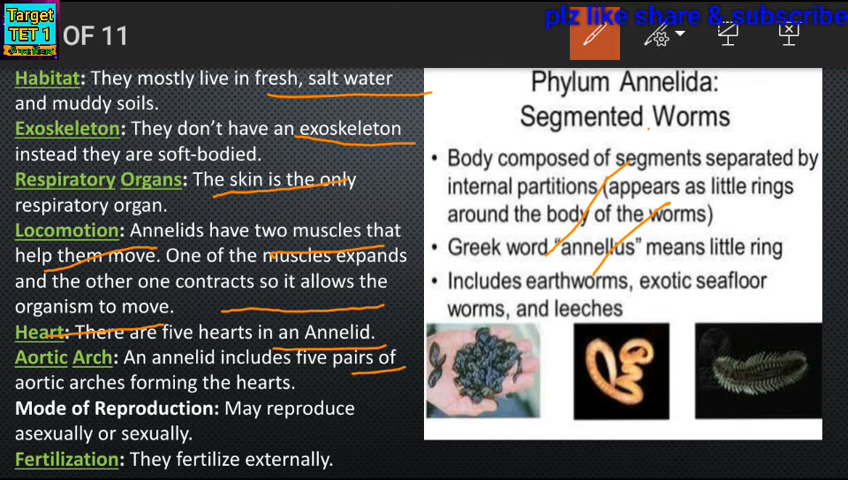 Target
TET 1
OF 11
plz like share & subscribe
Habitat: They mostly live in fresh, salt water
and muddy soils.
Exoskeleton: They don't have an exoskeleton
instead they are soft-bodied.
Respiratory Organs: The skin is the only
respiratory organ.
Locomotion: Annelids have two muscles that
help them move. One of the muscles expands
and the other one contracts so it allows the
organism to move.
Heart: There are five hearts in an Annelid.
Aortic Arch: An annelid includes five pairs of
aortic arches forming the hearts.
Mode of Reproduction: May reproduce
asexually or sexually.
Fertilization: They fertilize externally.
Phylum Annelida:
Segmented Worms
• Body composed of segments separated by
internal partitions (appears as little rings
around the body of the worms)
• Greek word "annellus" means little ring
• Includes earthworms, exotic seafloor
worms, and leeches